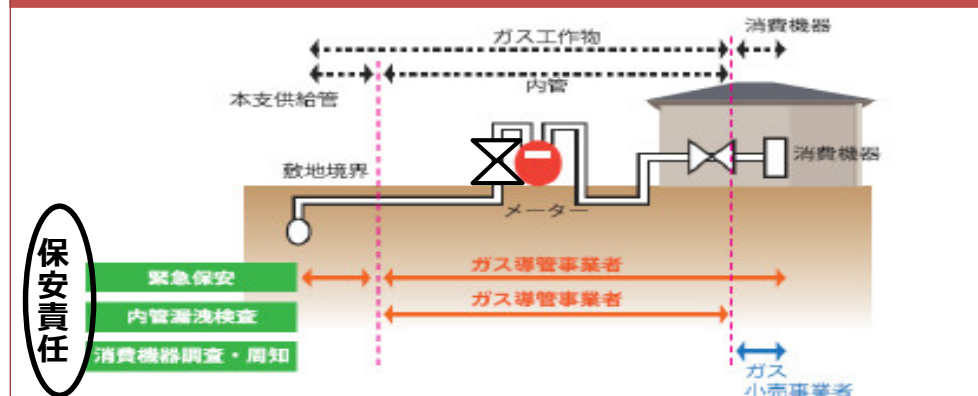 消費機器
ガス工作物
内管
本支供給管
消費機器
敷地境界
メーター
保安責任
緊急保安
ガス導管事業者
内管漏洩検査
ガス導管事業者
消費機器調査・周知
ガス
小売事業者